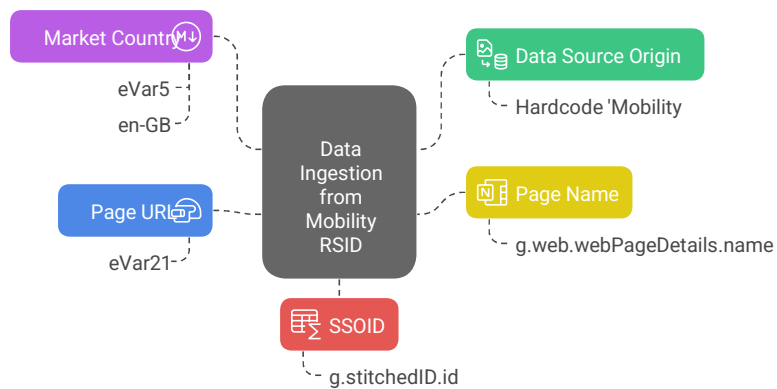 Market Country
eVar5
en-GB
Page URL
eVar21
Data
Ingestion
from
Mobility
RSID
Data Source Origin
Hardcode 'Mobility
Page Name
g.web.webPageDetails.name
SSOID
g.stitchedID.id